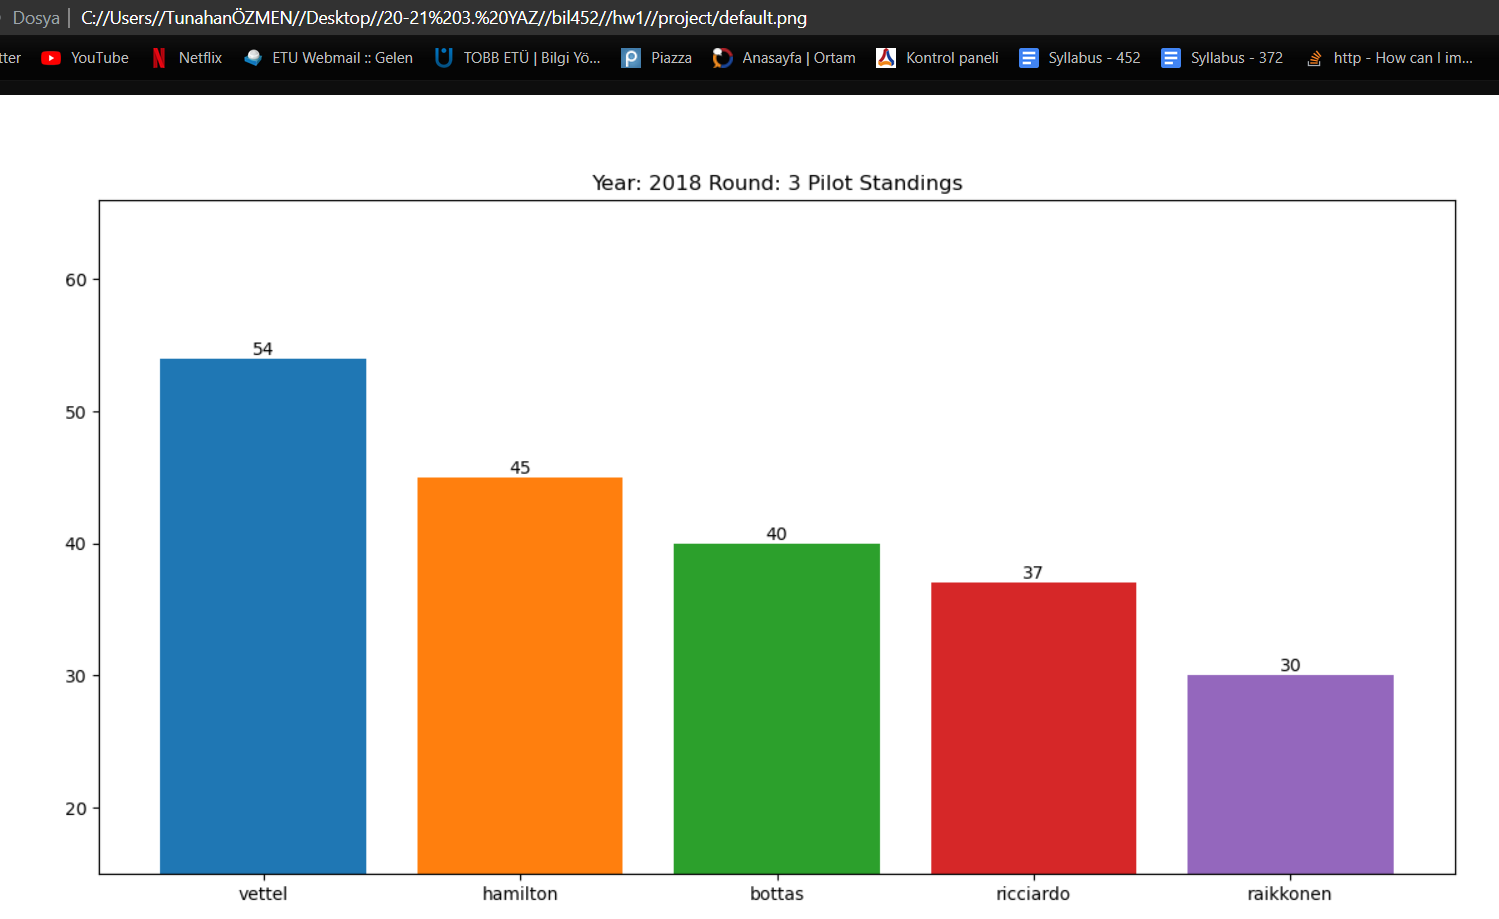 Dosya C://Users//TunahanÖZMEN//Desktop//20-21%203.%20YAZ//bil452//hw1//project/default.png
tter YouTube Netflix ETU Webmail :: Gelen TOBB ETÜ | Bilgi Yö... Piazza Anasayfa | Ortam Kontrol paneli Syllabus - 452 Syllabus - 372 http - How can I im...
Year: 2018 Round: 3 Pilot Standings
60
54
50
45
40
40
37
30
30
20
vettel hamilton bottas ricciardo raikkonen